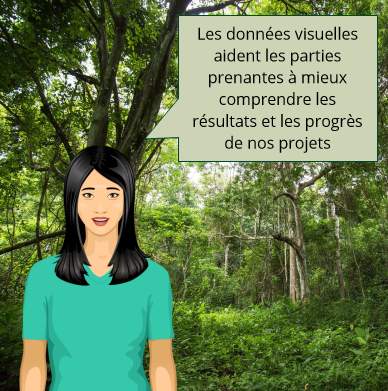 Les données visuelles
aident les parties
prenantes à mieux
comprendre les
résultats et les progrès
de nos projets